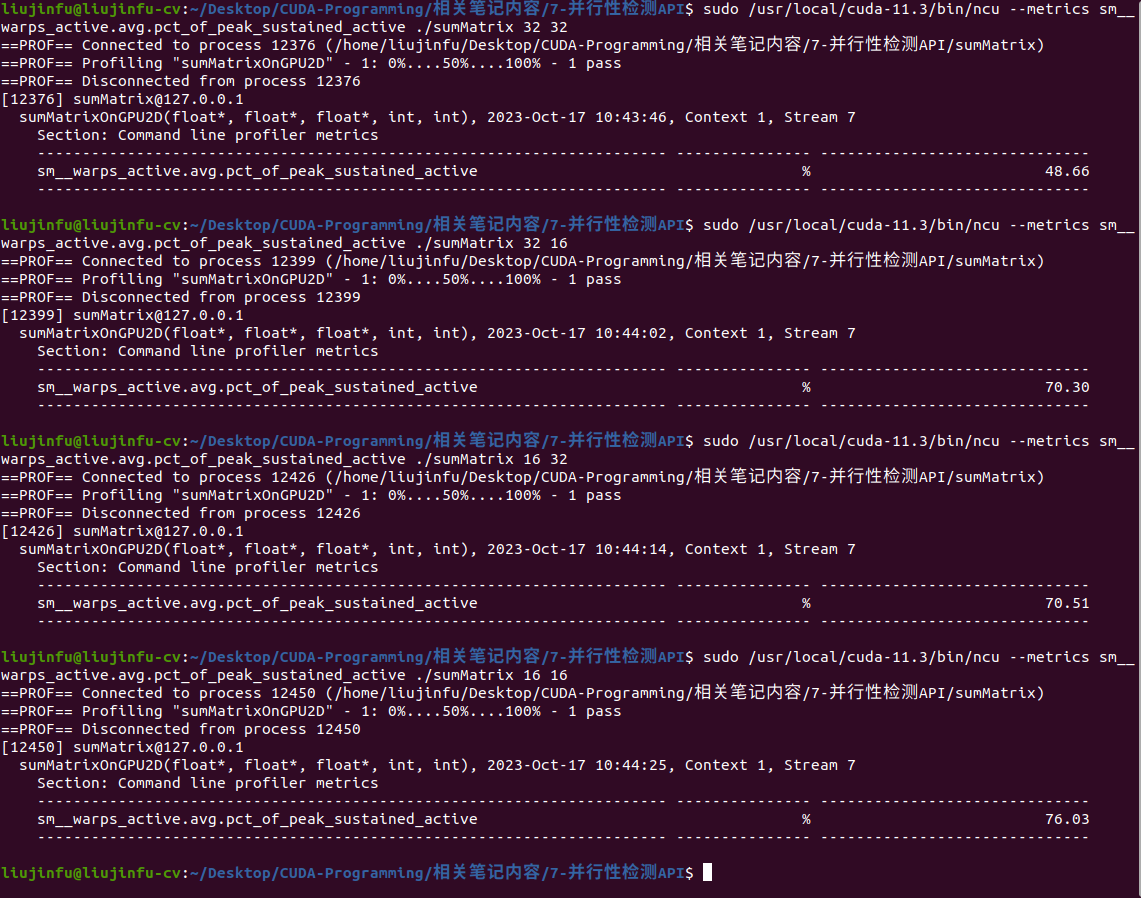 liujinfu@liujinfu-cv:~/Desktop/CUDA-Programming/相关笔记内容/7-并行性检测API$ sudo /usr/local/cuda-11.3/bin/ncu --metrics sm__
warps_active.avg.pct_of_peak_sustained_active ./sumMatrix 32 32
==PROF== Connected to process 12376 (/home/liujinfu/Desktop/CUDA-Programming/相关笔记内容/7-并行性检测API/sumMatrix)
==PROF== Profiling "sumMatrixOnGPU2D" - 1: 0%....50%....100% - 1 pass
==PROF== Disconnected from process 12376
[12376] sumMatrix@127.0.0.1
  sumMatrixOnGPU2D(float*, float*, float*, int, int), 2023-Oct-17 10:43:46, Context 1, Stream 7
    Section: Command line profiler metrics
    ---------------------------------------------------------------------- --------------- ------------------------------
    sm__warps_active.avg.pct_of_peak_sustained_active                                    %                          48.66
    ---------------------------------------------------------------------- --------------- ------------------------------
liujinfu@liujinfu-cv:~/Desktop/CUDA-Programming/相关笔记内容/7-并行性检测API$ sudo /usr/local/cuda-11.3/bin/ncu --metrics sm__
warps_active.avg.pct_of_peak_sustained_active ./sumMatrix 32 16
==PROF== Connected to process 12399 (/home/liujinfu/Desktop/CUDA-Programming/相关笔记内容/7-并行性检测API/sumMatrix)
==PROF== Profiling "sumMatrixOnGPU2D" - 1: 0%....50%....100% - 1 pass
==PROF== Disconnected from process 12399
[12399] sumMatrix@127.0.0.1
  sumMatrixOnGPU2D(float*, float*, float*, int, int), 2023-Oct-17 10:44:02, Context 1, Stream 7
    Section: Command line profiler metrics
    ---------------------------------------------------------------------- --------------- ------------------------------
    sm__warps_active.avg.pct_of_peak_sustained_active                                    %                          70.30
    ---------------------------------------------------------------------- --------------- ------------------------------
liujinfu@liujinfu-cv:~/Desktop/CUDA-Programming/相关笔记内容/7-并行性检测API$ sudo /usr/local/cuda-11.3/bin/ncu --metrics sm__
warps_active.avg.pct_of_peak_sustained_active ./sumMatrix 16 32
==PROF== Connected to process 12426 (/home/liujinfu/Desktop/CUDA-Programming/相关笔记内容/7-并行性检测API/sumMatrix)
==PROF== Profiling "sumMatrixOnGPU2D" - 1: 0%....50%....100% - 1 pass
==PROF== Disconnected from process 12426
[12426] sumMatrix@127.0.0.1
  sumMatrixOnGPU2D(float*, float*, float*, int, int), 2023-Oct-17 10:44:14, Context 1, Stream 7
    Section: Command line profiler metrics
    ---------------------------------------------------------------------- --------------- ------------------------------
    sm__warps_active.avg.pct_of_peak_sustained_active                                    %                          70.51
    ---------------------------------------------------------------------- --------------- ------------------------------
liujinfu@liujinfu-cv:~/Desktop/CUDA-Programming/相关笔记内容/7-并行性检测API$ sudo /usr/local/cuda-11.3/bin/ncu --metrics sm__
warps_active.avg.pct_of_peak_sustained_active ./sumMatrix 16 16
==PROF== Connected to process 12450 (/home/liujinfu/Desktop/CUDA-Programming/相关笔记内容/7-并行性检测API/sumMatrix)
==PROF== Profiling "sumMatrixOnGPU2D" - 1: 0%....50%....100% - 1 pass
==PROF== Disconnected from process 12450
[12450] sumMatrix@127.0.0.1
  sumMatrixOnGPU2D(float*, float*, float*, int, int), 2023-Oct-17 10:44:25, Context 1, Stream 7
    Section: Command line profiler metrics
    ---------------------------------------------------------------------- --------------- ------------------------------
    sm__warps_active.avg.pct_of_peak_sustained_active                                    %                          76.03
    ---------------------------------------------------------------------- --------------- ------------------------------
liujinfu@liujinfu-cv:~/Desktop/CUDA-Programming/相关笔记内容/7-并行性检测API$